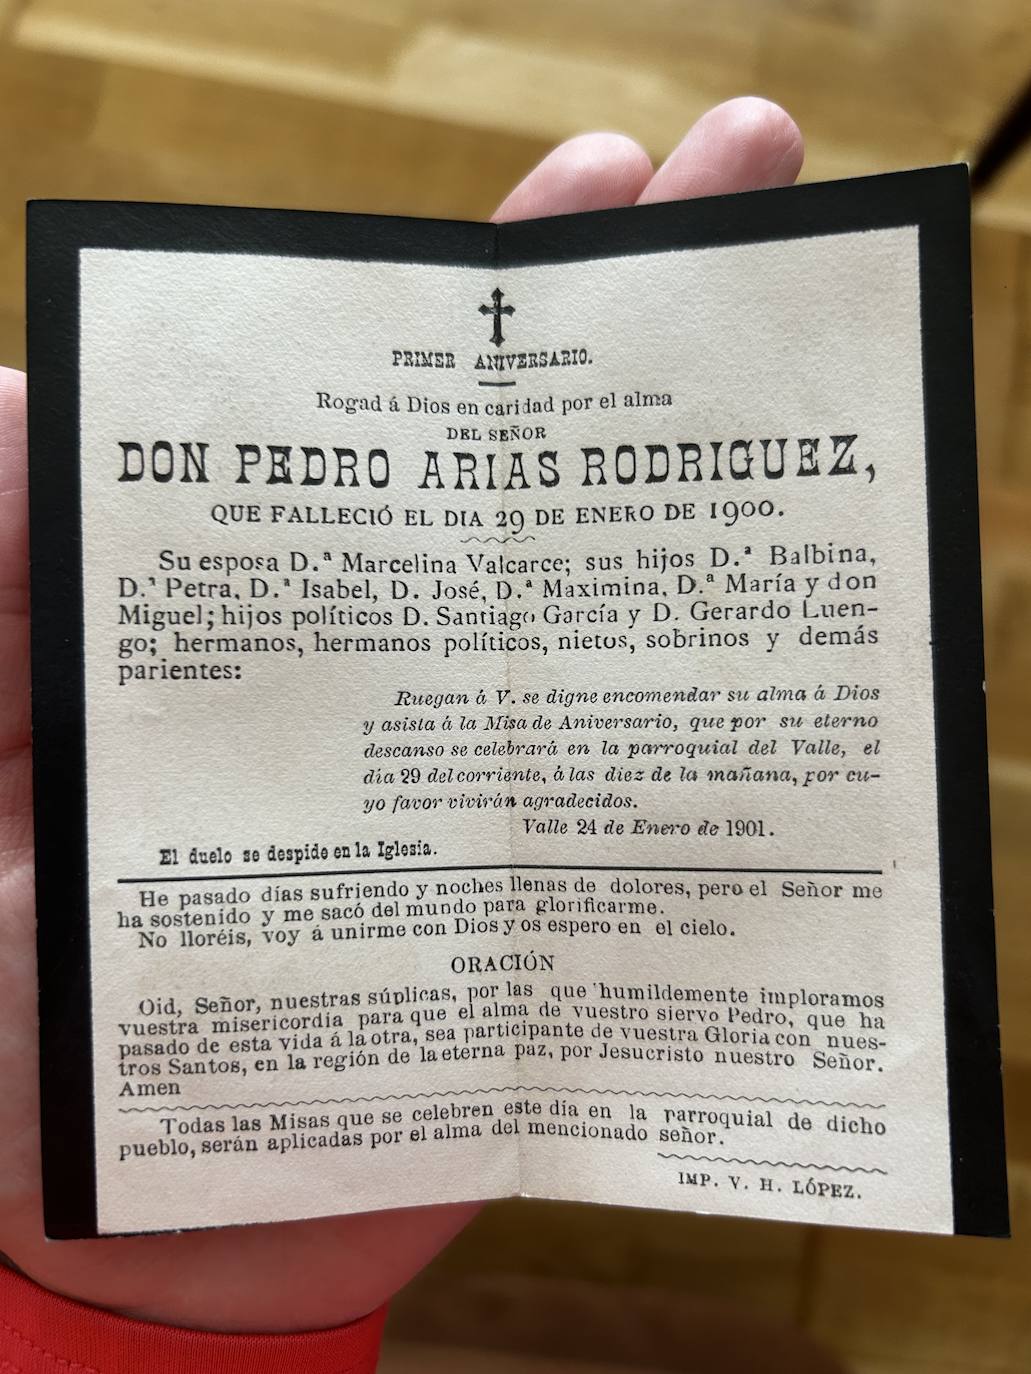 PRIMER ANIVERSARIO.
Rogad á Dios en caridad por el alma
DEL SEÑOR
DON PEDRO ARIAS RODRIGUEZ,
QUE FALLECIÓ EL DIA 29 DE ENERO DE 1900.
Su esposa D.ª Marcelina Valcarce; sus hijos D.ª Balbina,
D.ª Petra, D.ª Isabel, D. José, D.ª Maximina, D.ª María y don
Miguel; hijos políticos D. Santiago García y D. Gerardo Luen-
go; hermanos, hermanos políticos, nietos, sobrinos y demás
parientes:
Ruegan á V. se digne encomendar su alma á Dios
y asista á la Misa de Aniversario, que por su eterno
descanso se celebrará en la parroquial del Valle, el
día 29 del corriente, á las diez de la mañana, por cu-
yo favor vivirán agradecidos.
Valle 24 de Enero de 1901.
El duelo se despide en la Iglesia.
He pasado días sufriendo y noches llenas de dolores, pero el Señor me
ha sostenido y me sacó del mundo para glorificarme.
No lloréis, voy á unirme con Dios y os espero en el cielo.
ORACIÓN
Oid, Señor, nuestras súplicas, por las que humildemente imploramos
vuestra misericordia para que el alma de vuestro siervo Pedro, que ha
pasado de esta vida á la otra, sea participante de vuestra Gloria con nues-
tros Santos, en la región de la eterna paz, por Jesucristo nuestro Señor.
Amen
Todas las Misas que se celebren este día en la parroquial de dicho
pueblo, serán aplicadas por el alma del mencionado señor.
IMP. V. H. LÓPEZ.